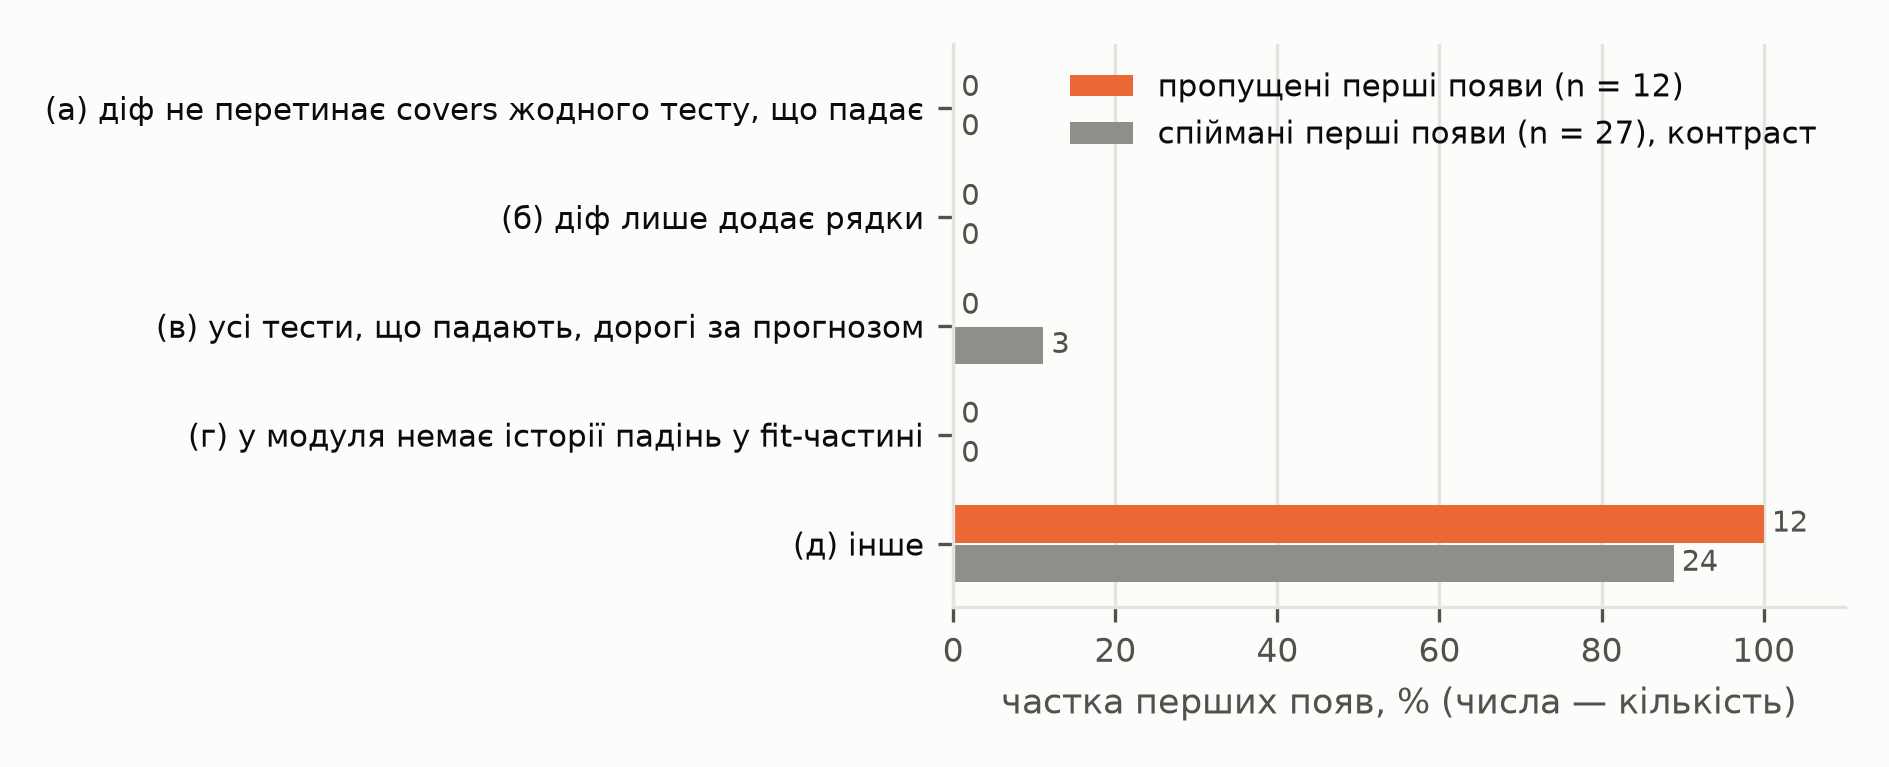 (а) діф не перетинає covers жодного тесту, що падає
0
0
пропущені перші появи (n = 12)
спіймані перші появи (n = 27), контраст
(б) діф лише додає рядки
0
0
(в) усі тести, що падають, дорогі за прогнозом
0
3
(г) у модуля немає історії падінь у fit-частині
0
0
(д) інше
12
24
0 20 40 60 80 100
частка перших появ, % (числа — кількість)